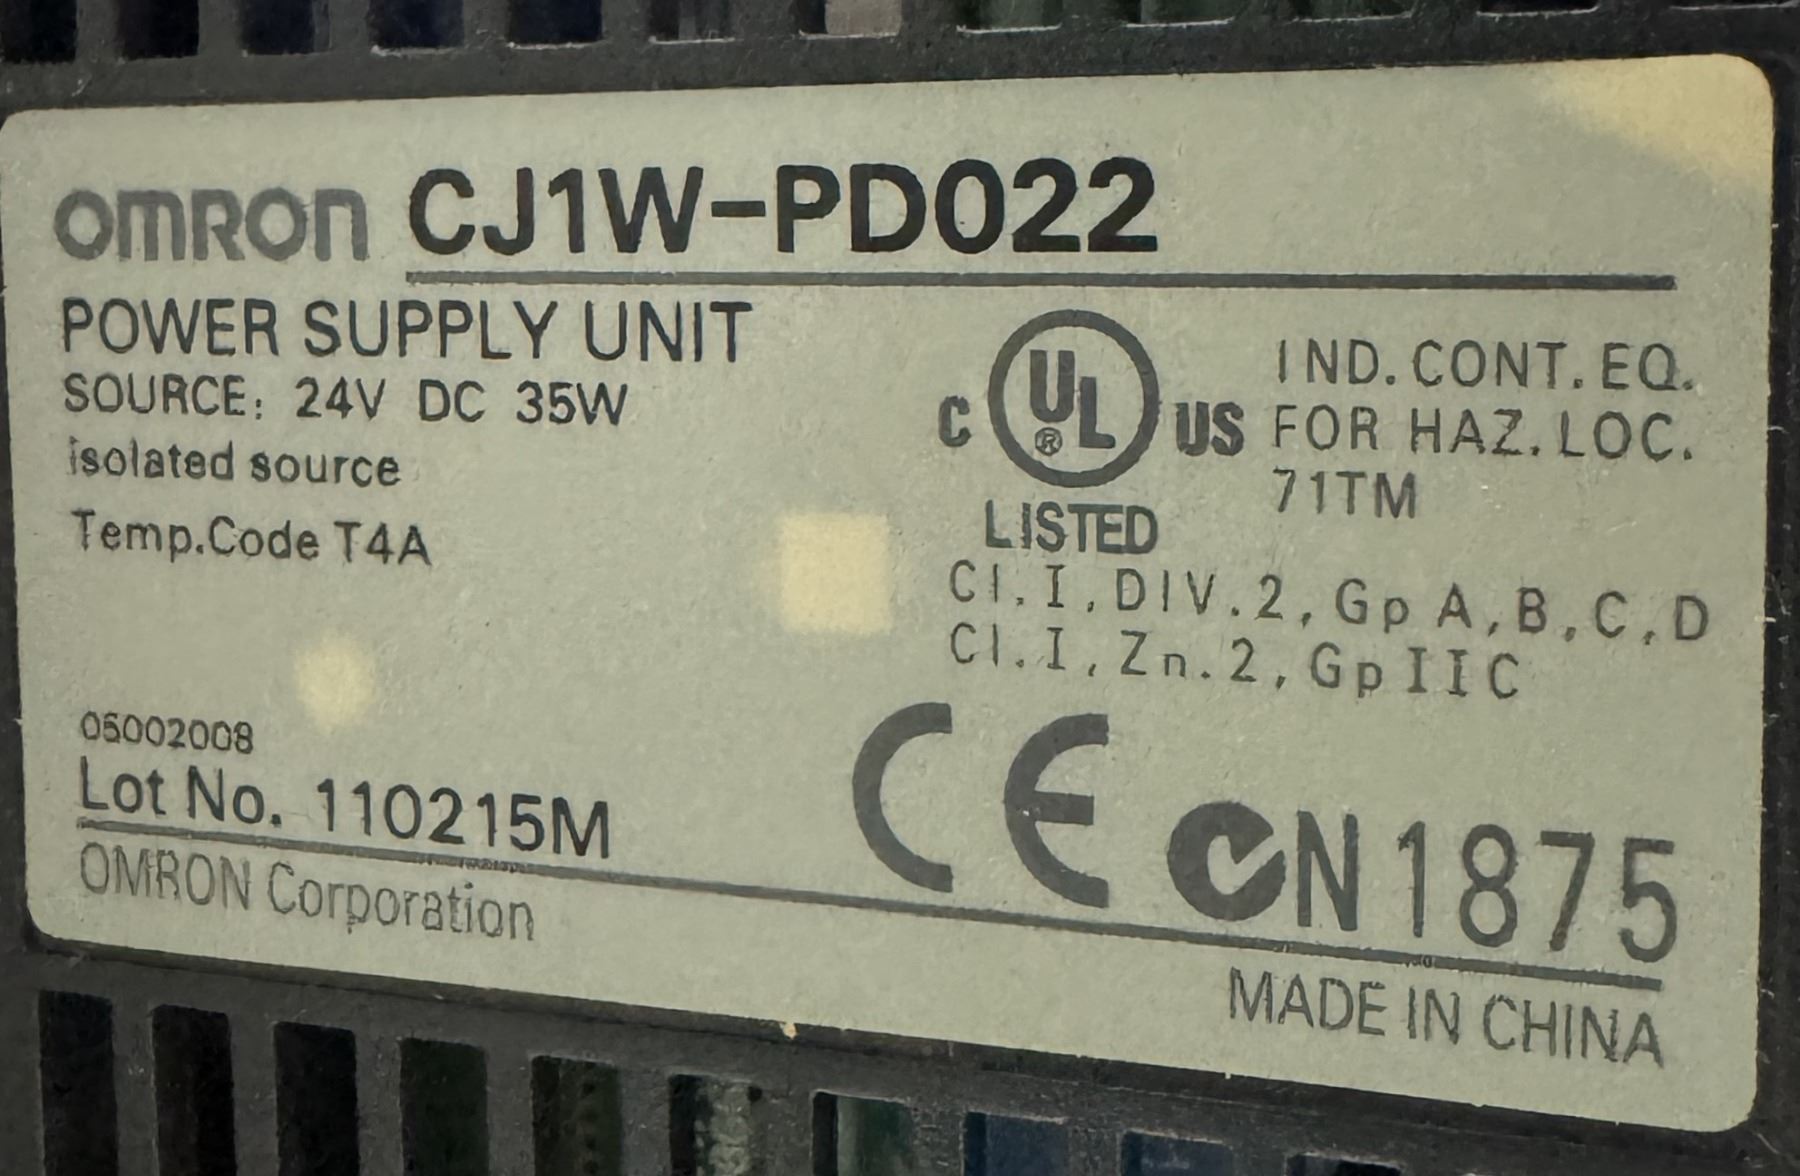 OMRON CJ1W-PD022
POWER SUPPLY UNIT
SOURCE: 24V DC 35W
isolated source
Temp.Code T4A
C UL ® US
LISTED
IND.CONT.EQ.
FOR HAZ.LOC.
71TM
Cl.I,DIV.2,Gp A,B,C,D
Cl.I,Zn.2,GpIIC
05002008
Lot No. 110215M
CE N1875
OMRON Corporation
MADE IN CHINA